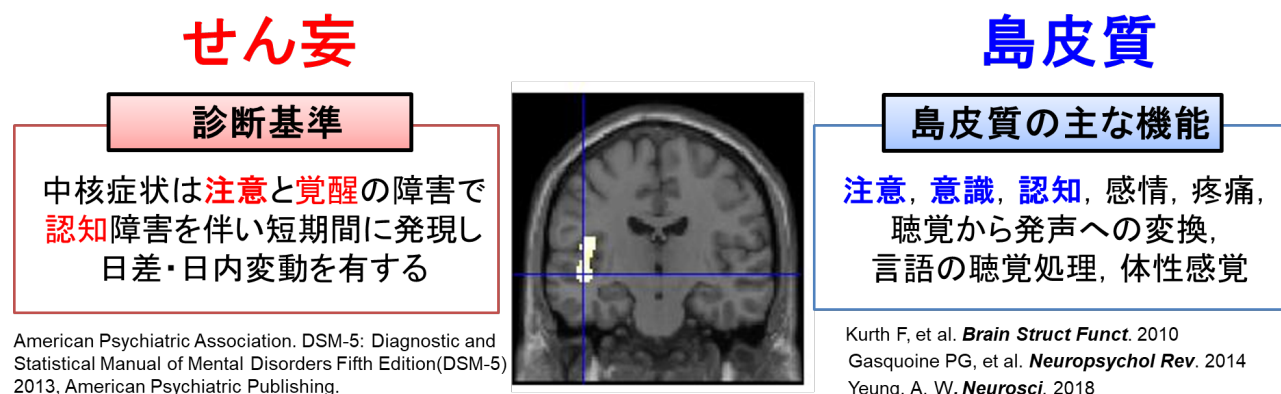 せん妄
診断基準
中核症状は注意と覚醒の障害で
認知障害を伴い短期間に発現し
日差・日内変動を有する
American Psychiatric Association. DSM-5: Diagnostic and
Statistical Manual of Mental Disorders Fifth Edition(DSM-5)
2013, American Psychiatric Publishing.
島皮質
島皮質の主な機能
注意, 意識, 認知, 感情, 疼痛,
聴覚から発声への変換,
言語の聴覚処理, 体性感覚
Kurth F, et al. Brain Struct Funct. 2010
Gasquoine PG, et al. Neuropsychol Rev. 2014
Yeung, A. W. Neurosci. 2018